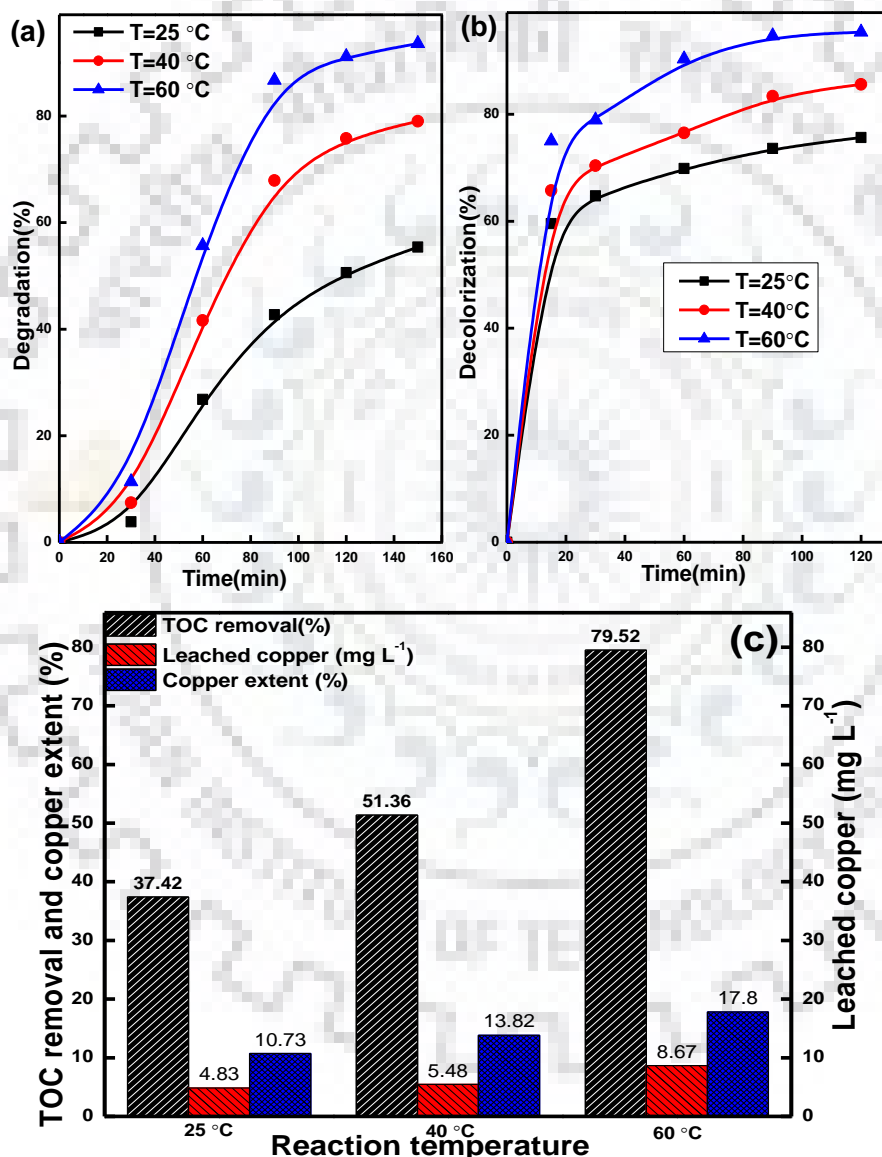 (a)
T=25 °C
T=40 °C
T=60 °C
80
60
40
20
0
Degradation(%)
0 20 40 60 80 100 120 140 160
Time(min)
(b)
80
60
40
20
0
Decolorization(%)
T=25°C
T=40°C
T=60°C
0 20 40 60 80 100 120
Time(min)
(c)
TOC removal(%)
Leached copper (mg L-1)
Copper extent (%)
TOC removal and copper extent (%)
80
70
60
50
40
30
20
10
0
37.42
4.83
10.73
51.36
5.48
13.82
79.52
8.67
17.8
80
70
60
50
40
30
20
10
0
Leached copper (mg L-1)
25 °C 40 °C 60 °C
Reaction temperature
OF TE